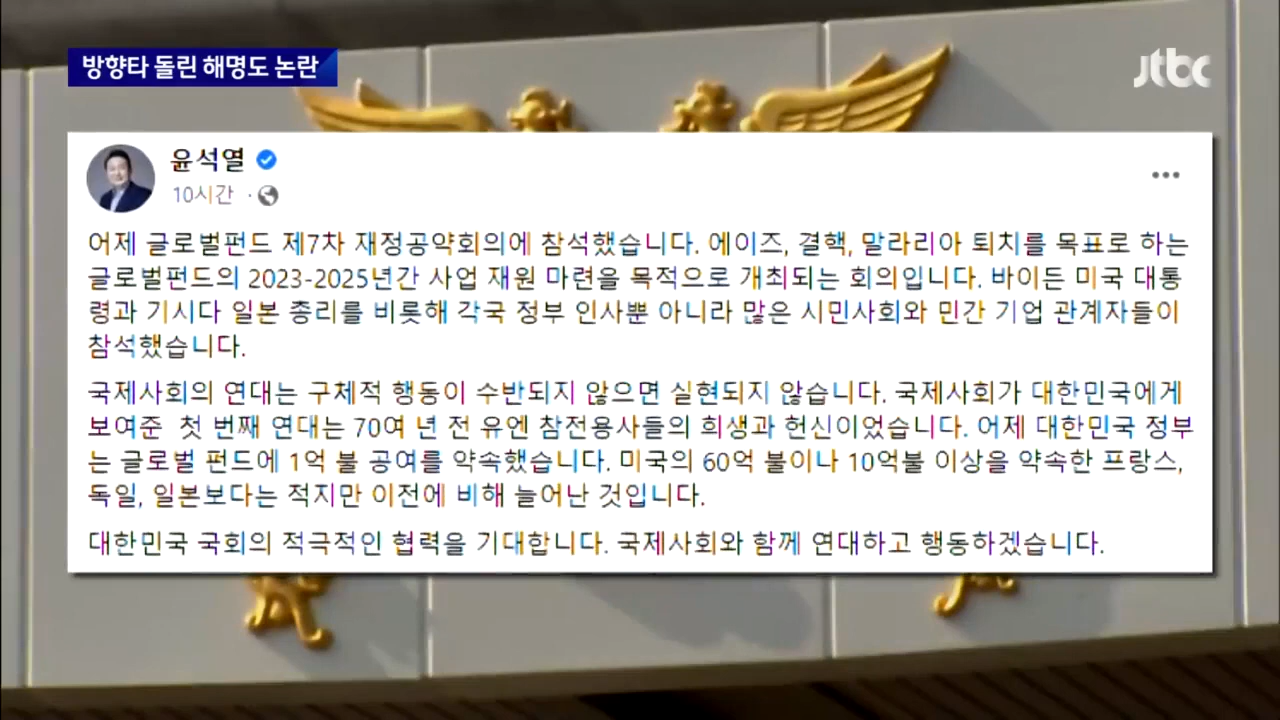 방향타 돌린 해명도 논란
jtbc
윤석열
10시간 ·
어제 글로벌펀드 제7차 재정공약회의에 참석했습니다. 에이즈, 결핵, 말라리아 퇴치를 목표로 하는
글로벌펀드의 2023-2025년간 사업 재원 마련을 목적으로 개최되는 회의입니다. 바이든 미국 대통
령과 기시다 일본 총리를 비롯해 각국 정부 인사뿐 아니라 많은 시민사회와 민간 기업 관계자들이
참석했습니다.
국제사회의 연대는 구체적 행동이 수반되지 않으면 실현되지 않습니다. 국제사회가 대한민국에게
보여준 첫 번째 연대는 70여 년 전 유엔 참전용사들의 희생과 헌신이었습니다. 어제 대한민국 정부
는 글로벌 펀드에 1억 불 공여를 약속했습니다. 미국의 60억 불이나 10억불 이상을 약속한 프랑스,
독일, 일본보다는 적지만 이전에 비해 늘어난 것입니다.
대한민국 국회의 적극적인 협력을 기대합니다. 국제사회와 함께 연대하고 행동하겠습니다.